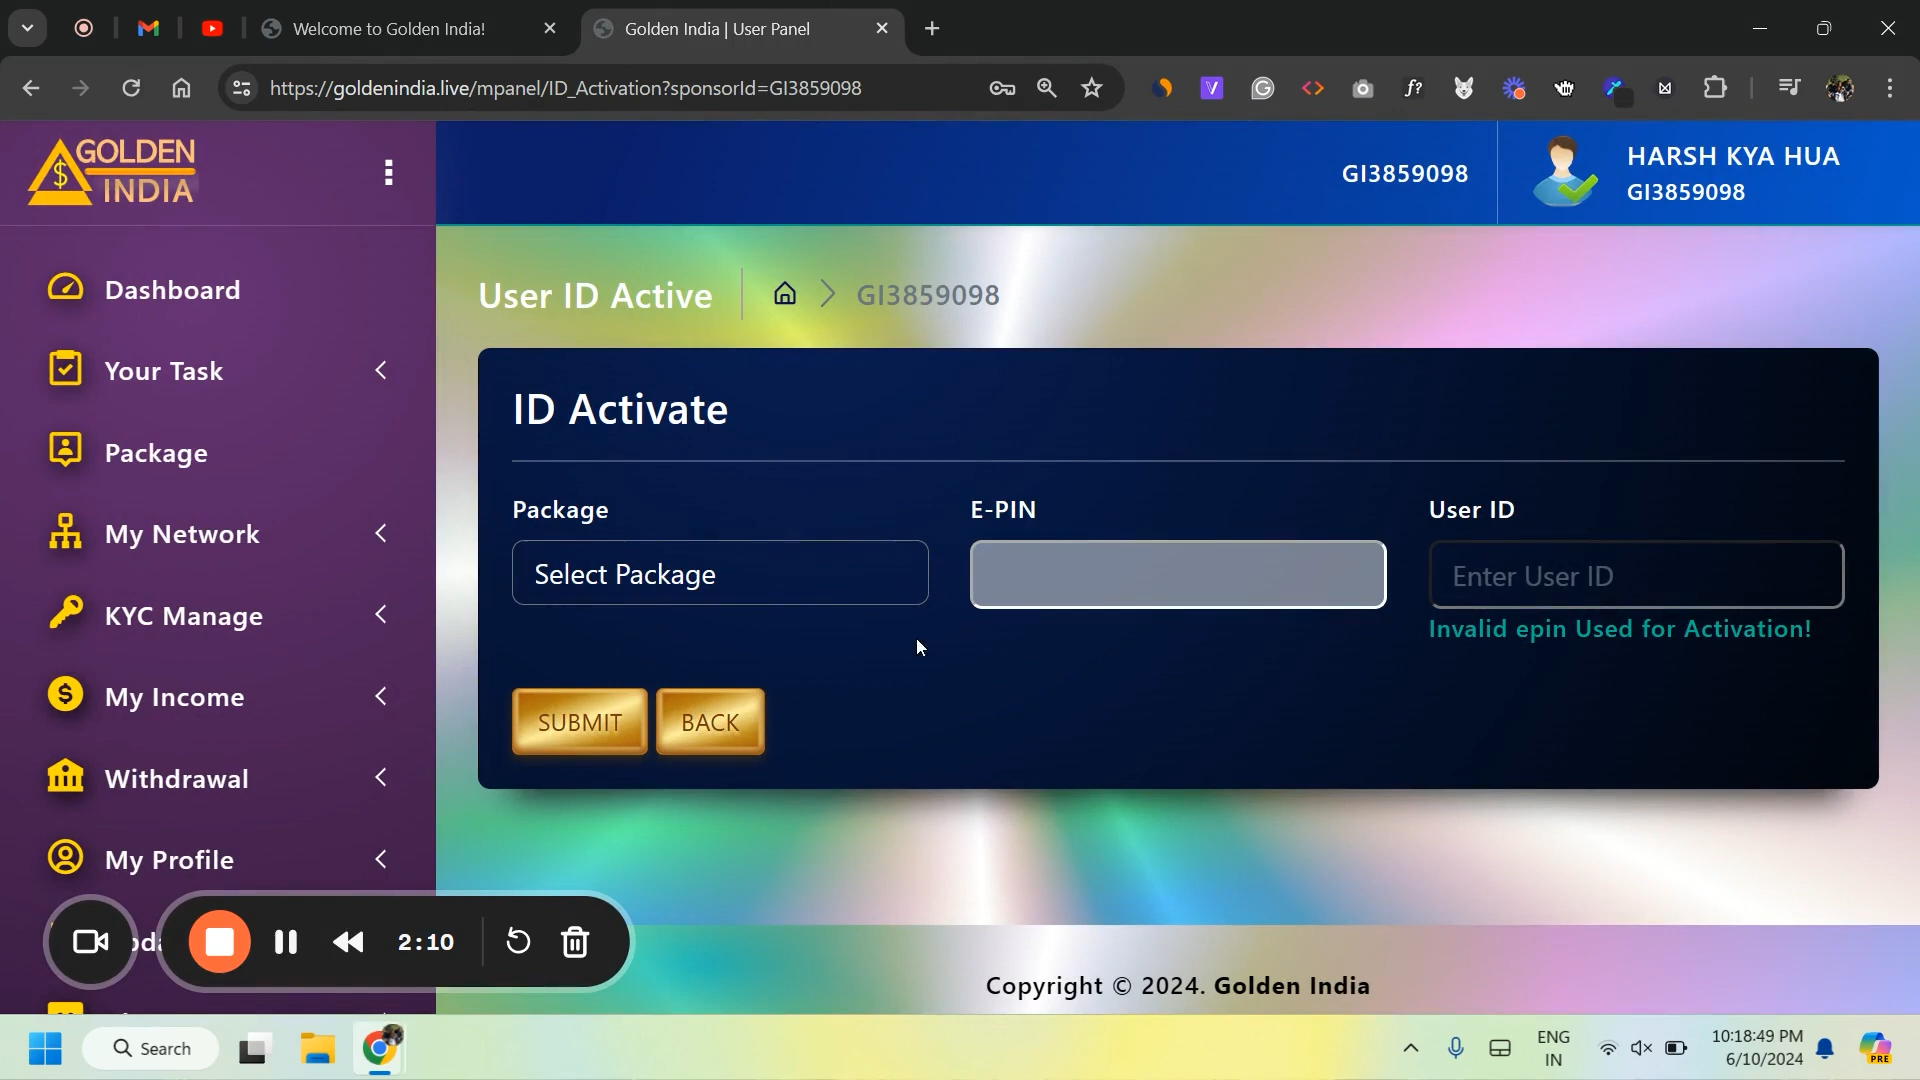 Welcome to Golden India!
Golden India | User Panel
https://goldenindia.live/mpanel/ID_Activation?sponsorId=GI3859098
GOLDEN
INDIA
$
GI3859098
HARSH KYA HUA
GI3859098
Dashboard
Your Task
Package
My Network
KYC Manage
My Income
Withdrawal
My Profile
User ID Active
GI3859098
ID Activate
Package
E-PIN
User ID
Select Package
Enter User ID
Invalid epin Used for Activation!
SUBMIT
BACK
2:10
Copyright © 2024. Golden India
Search
ENG
IN
10:18:49 PM
6/10/2024
PRE